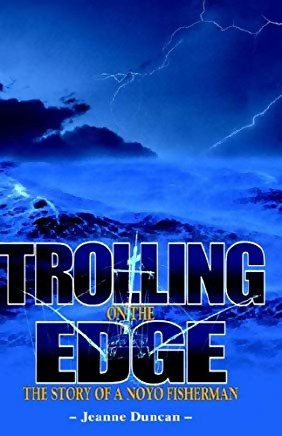 TROLLING
ON THE
EDGE
THE STORY OF A NOYO FISHERMAN
– Jeanne Duncan –